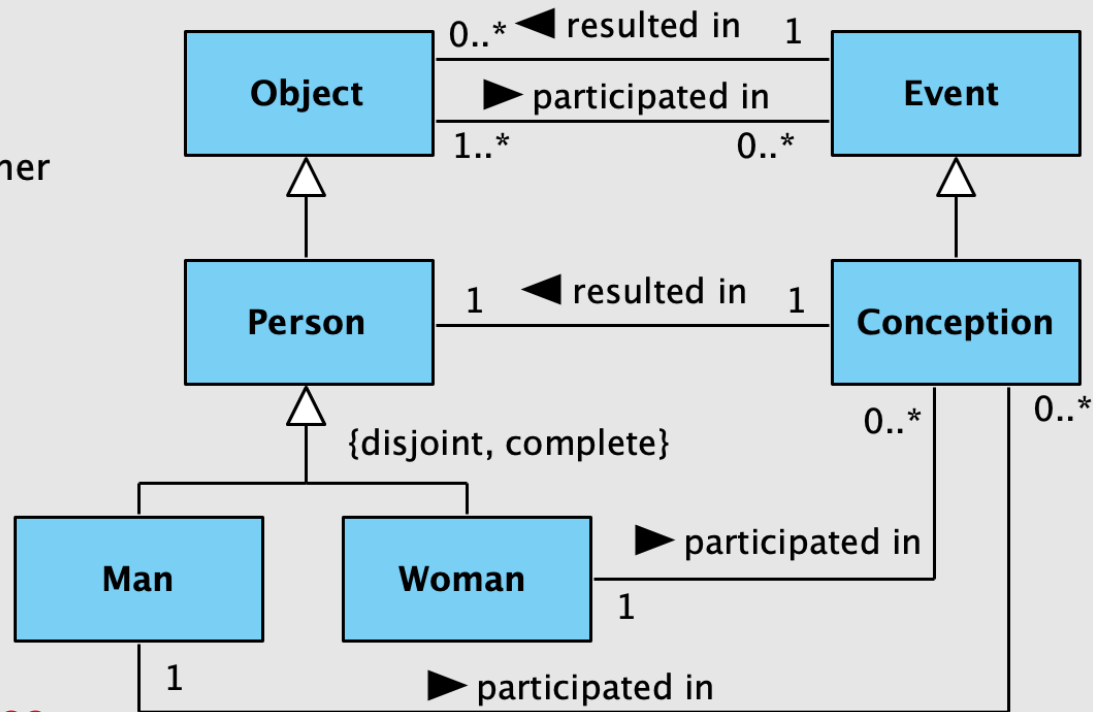 0..* ◀ resulted in 1
Object
Event
▶ participated in
1..* 0..*
ner
Person
1 ◀ resulted in 1
Conception
0..* 0..*
{disjoint, complete}
▶ participated in
Man
Woman
1
1
▶ participated in